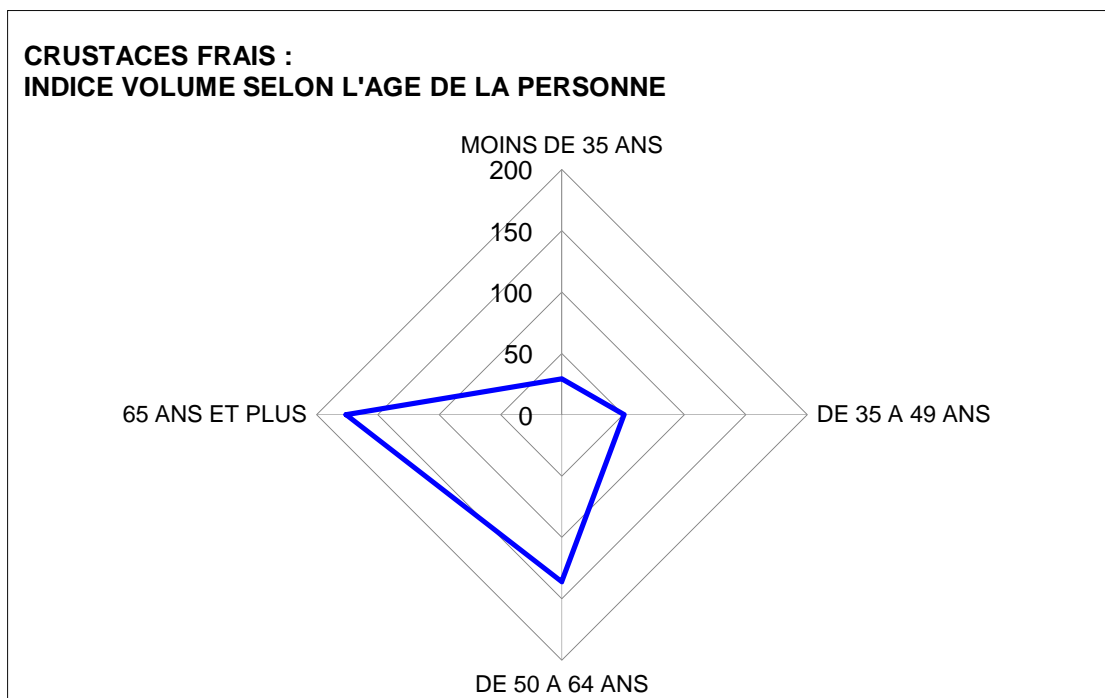 CRUSTACES FRAIS :
INDICE VOLUME SELON L'AGE DE LA PERSONNE
MOINS DE 35 ANS
200
150
100
50
0
65 ANS ET PLUS
DE 35 A 49 ANS
DE 50 A 64 ANS